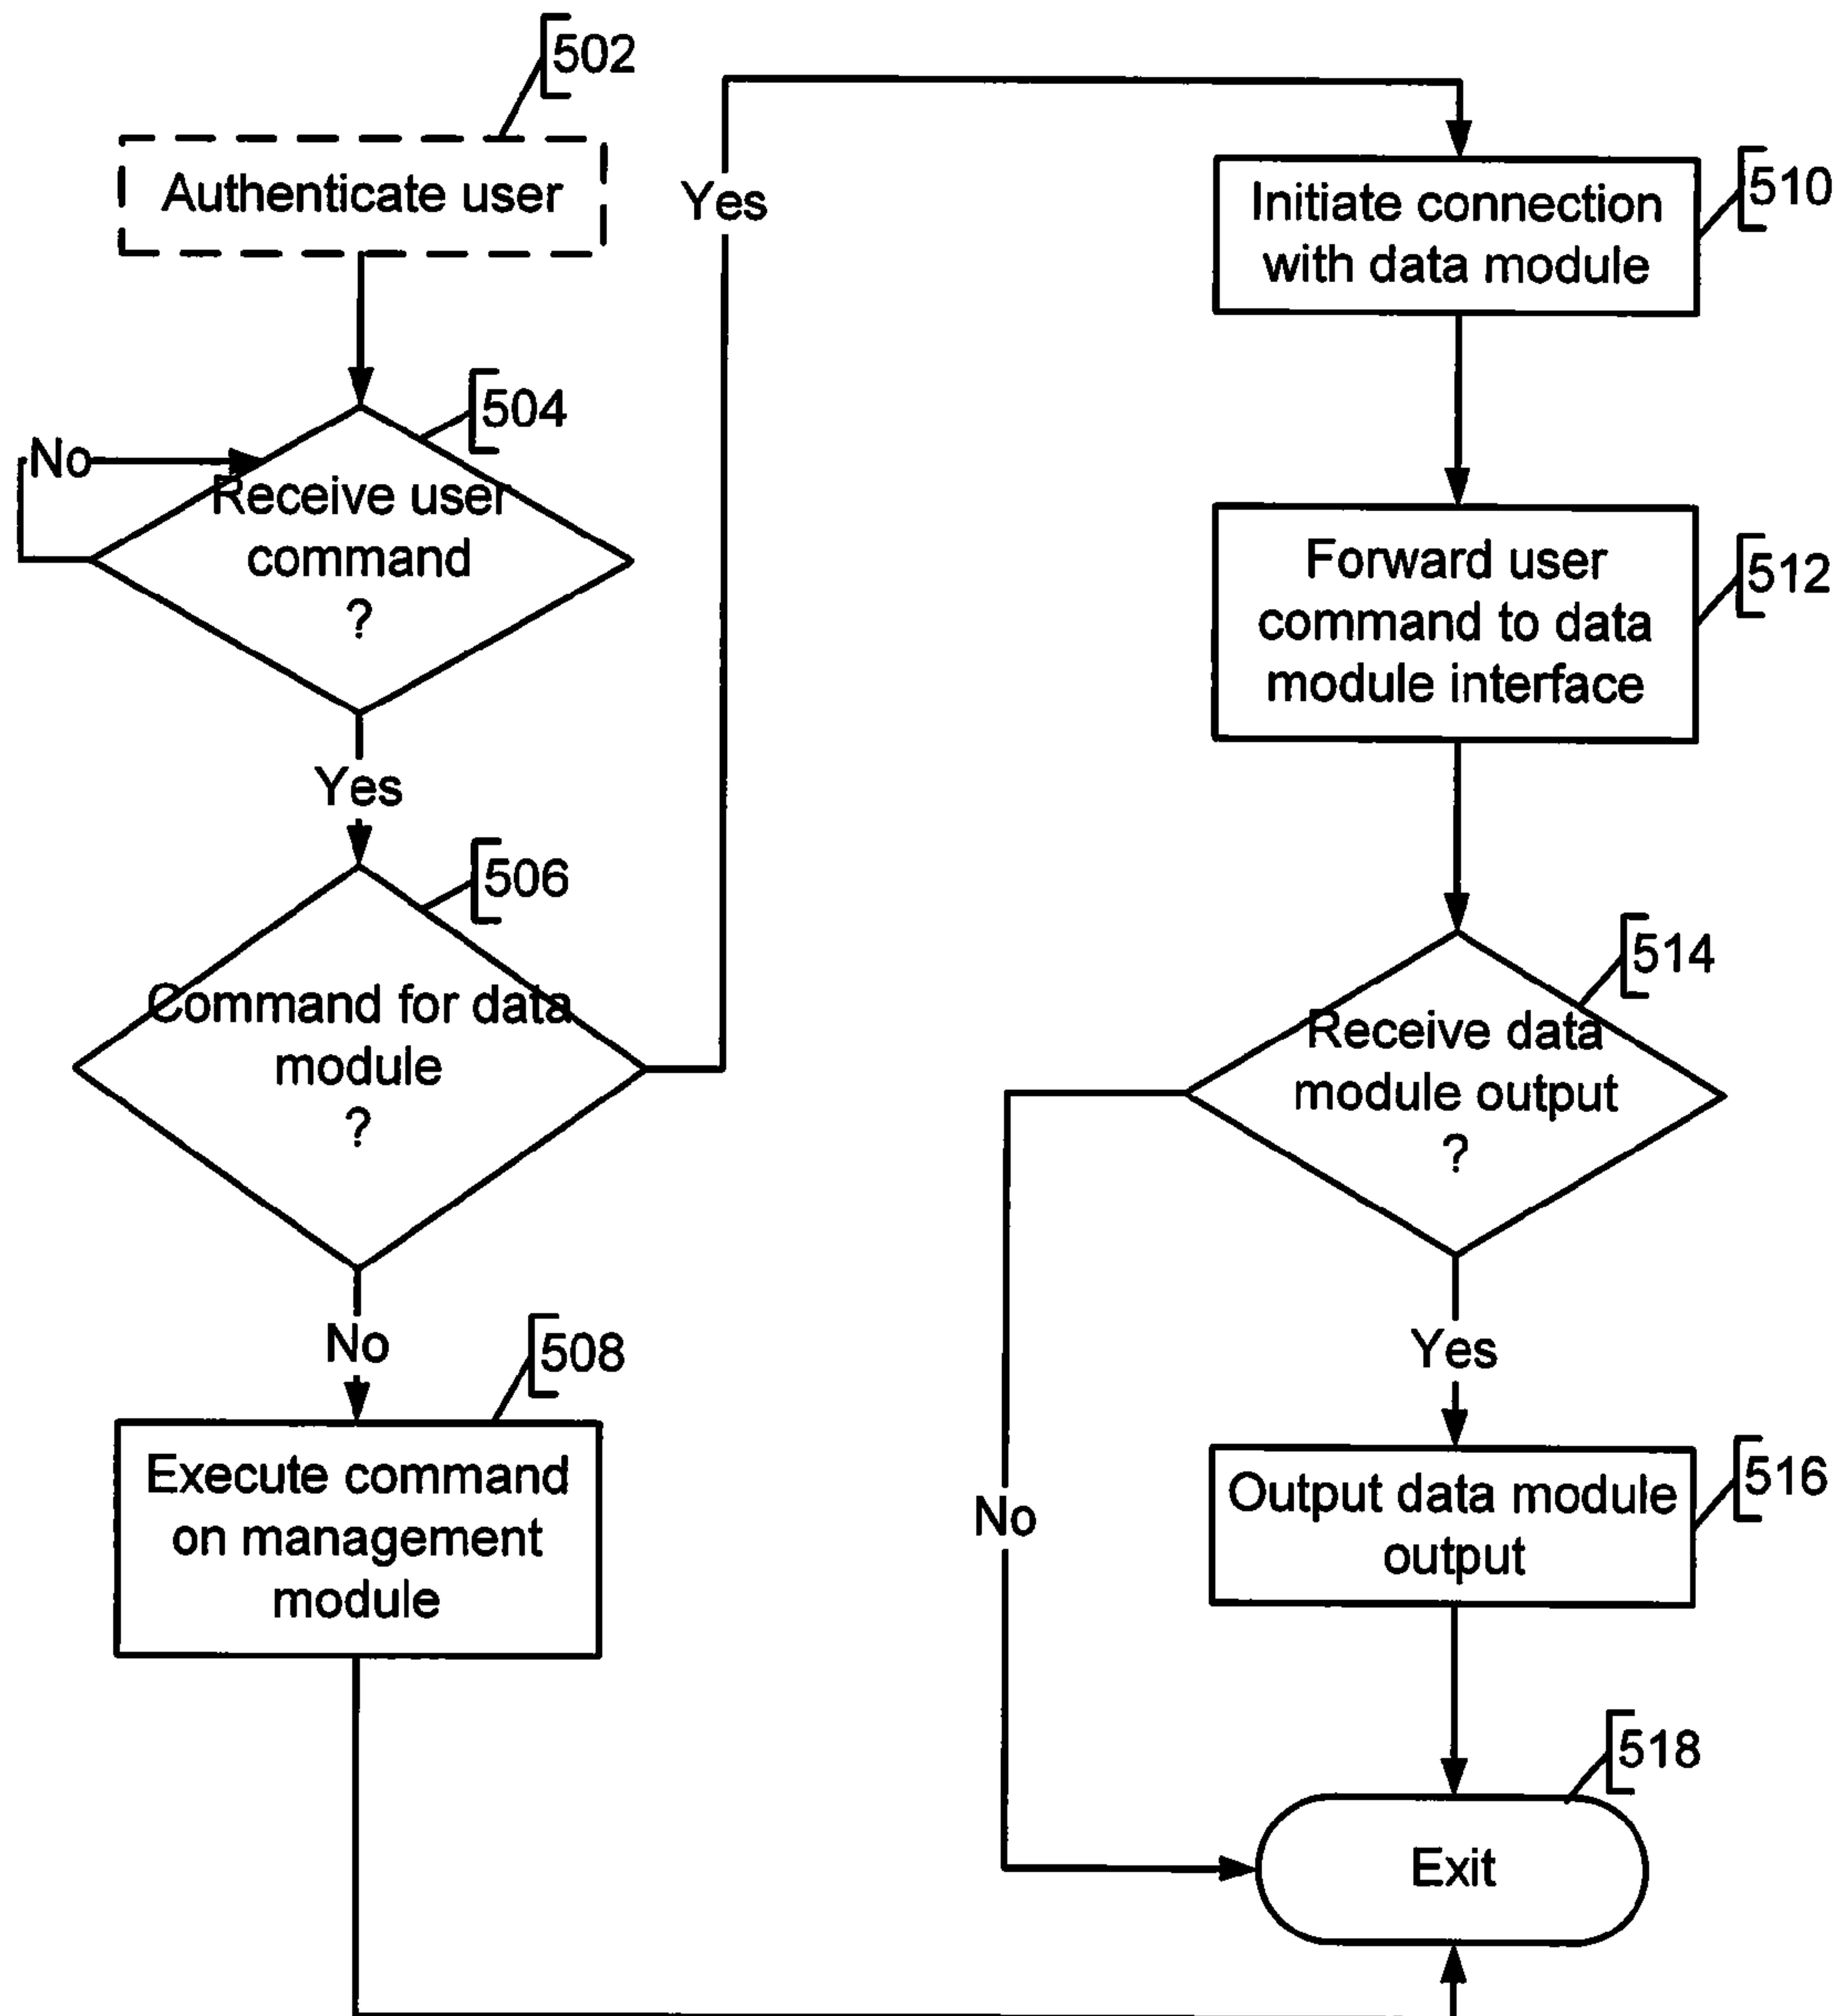 502
Authenticate user
504
No
Receive user
command
?
Yes
506
Command for data
module
?
No
508
Execute command
on management
module
Yes
510
Initiate connection
with data module
512
Forward user
command to data
module interface
514
Receive data
module output
?
Yes
No
516
Output data module
output
518
Exit